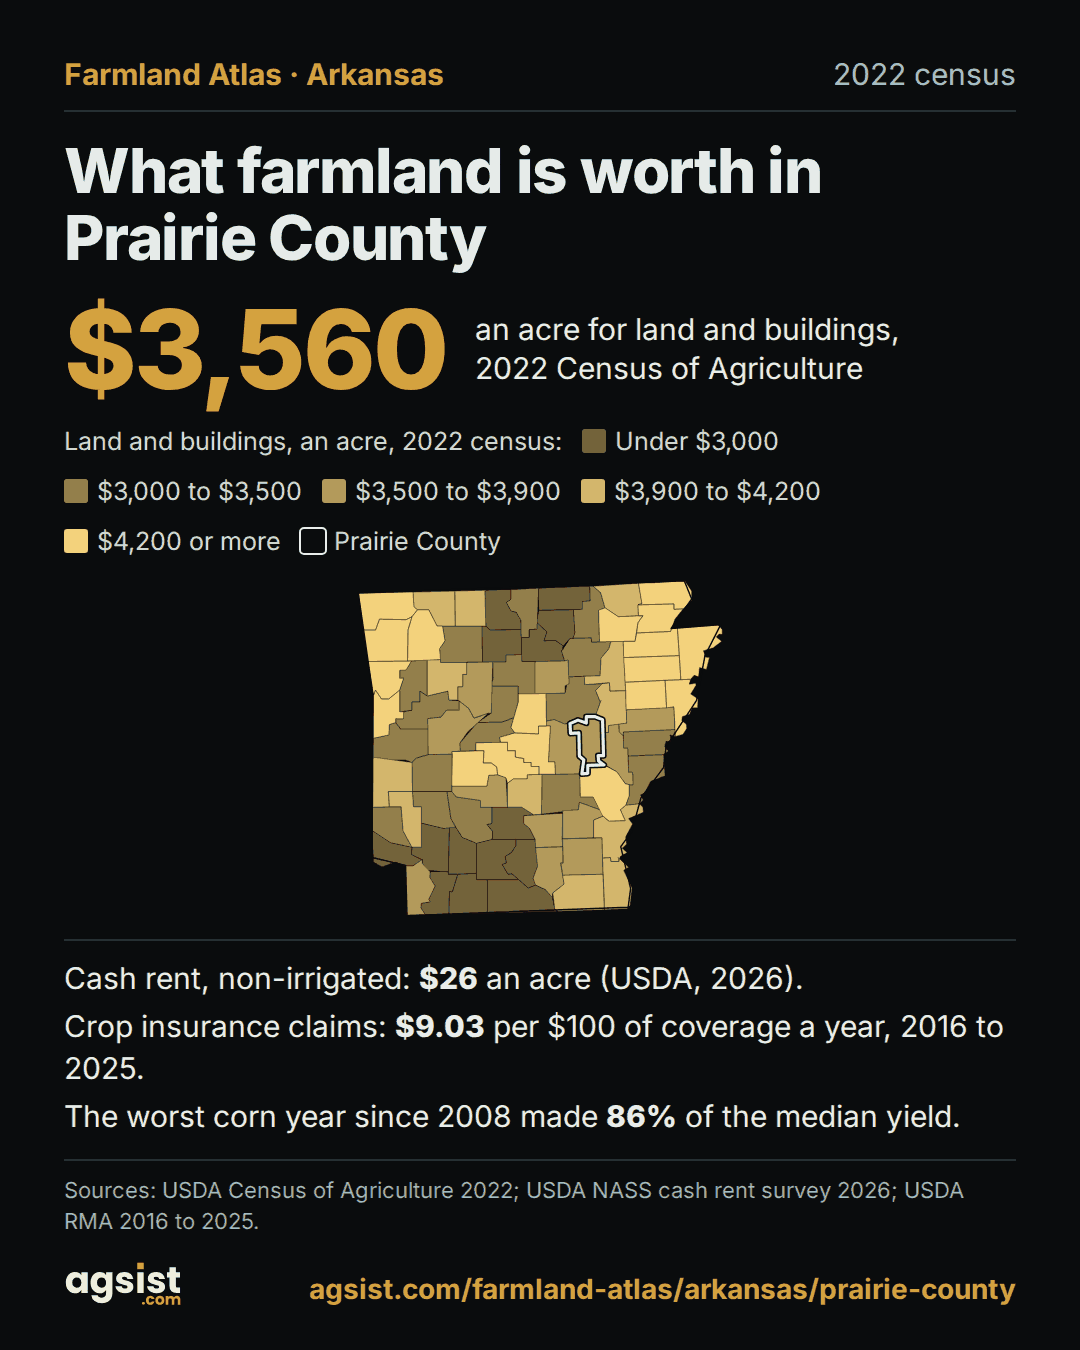 Farmland Atlas · Arkansas
2022 census
What farmland is worth in
Prairie County
$3,560
an acre for land and buildings,
2022 Census of Agriculture
Land and buildings, an acre, 2022 census: Under $3,000
$3,000 to $3,500 $3,500 to $3,900 $3,900 to $4,200
$4,200 or more Prairie County
Cash rent, non-irrigated: $26 an acre (USDA, 2026).
Crop insurance claims: $9.03 per $100 of coverage a year, 2016 to
2025.
The worst corn year since 2008 made 86% of the median yield.
Sources: USDA Census of Agriculture 2022; USDA NASS cash rent survey 2026; USDA
RMA 2016 to 2025.
agsist
.com
agsist.com/farmland-atlas/arkansas/prairie-county